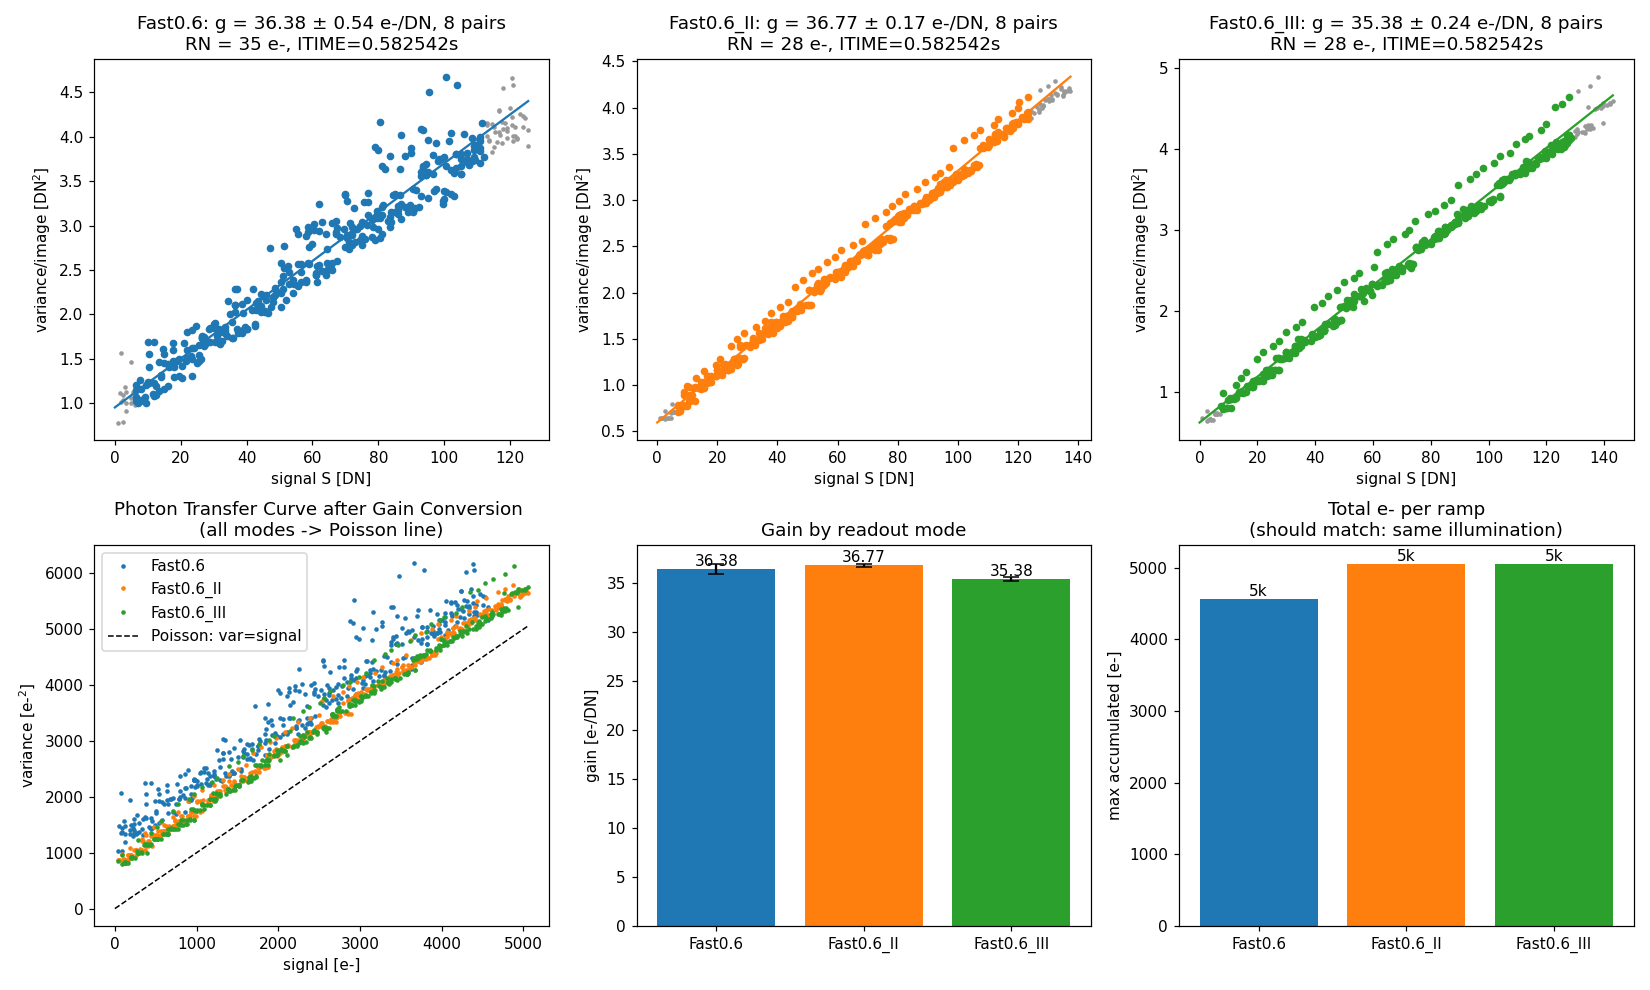 Fast0.6: g = 36.38 ± 0.54 e-/DN, 8 pairs
RN = 35 e-, ITIME=0.582542s
variance/image [DN²]
4.5
4.0
3.5
3.0
2.5
2.0
1.5
1.0
0 20 40 60 80 100 120
signal S [DN]
Fast0.6_II: g = 36.77 ± 0.17 e-/DN, 8 pairs
RN = 28 e-, ITIME=0.582542s
variance/image [DN²]
4.5
4.0
3.5
3.0
2.5
2.0
1.5
1.0
0.5
0 20 40 60 80 100 120 140
signal S [DN]
Fast0.6_III: g = 35.38 ± 0.24 e-/DN, 8 pairs
RN = 28 e-, ITIME=0.582542s
variance/image [DN²]
5
4
3
2
1
0 20 40 60 80 100 120 140
signal S [DN]
Photon Transfer Curve after Gain Conversion
(all modes -> Poisson line)
Fast0.6
Fast0.6_II
Fast0.6_III
Poisson: var=signal
variance [e-²]
6000
5000
4000
3000
2000
1000
0
0 1000 2000 3000 4000 5000
signal [e-]
Gain by readout mode
36.38
36.77
35.38
gain [e-/DN]
35
30
25
20
15
10
5
0
Fast0.6 Fast0.6_II Fast0.6_III
Total e- per ramp
(should match: same illumination)
5k
5k
5k
max accumulated [e-]
5000
4000
3000
2000
1000
0
Fast0.6 Fast0.6_II Fast0.6_III